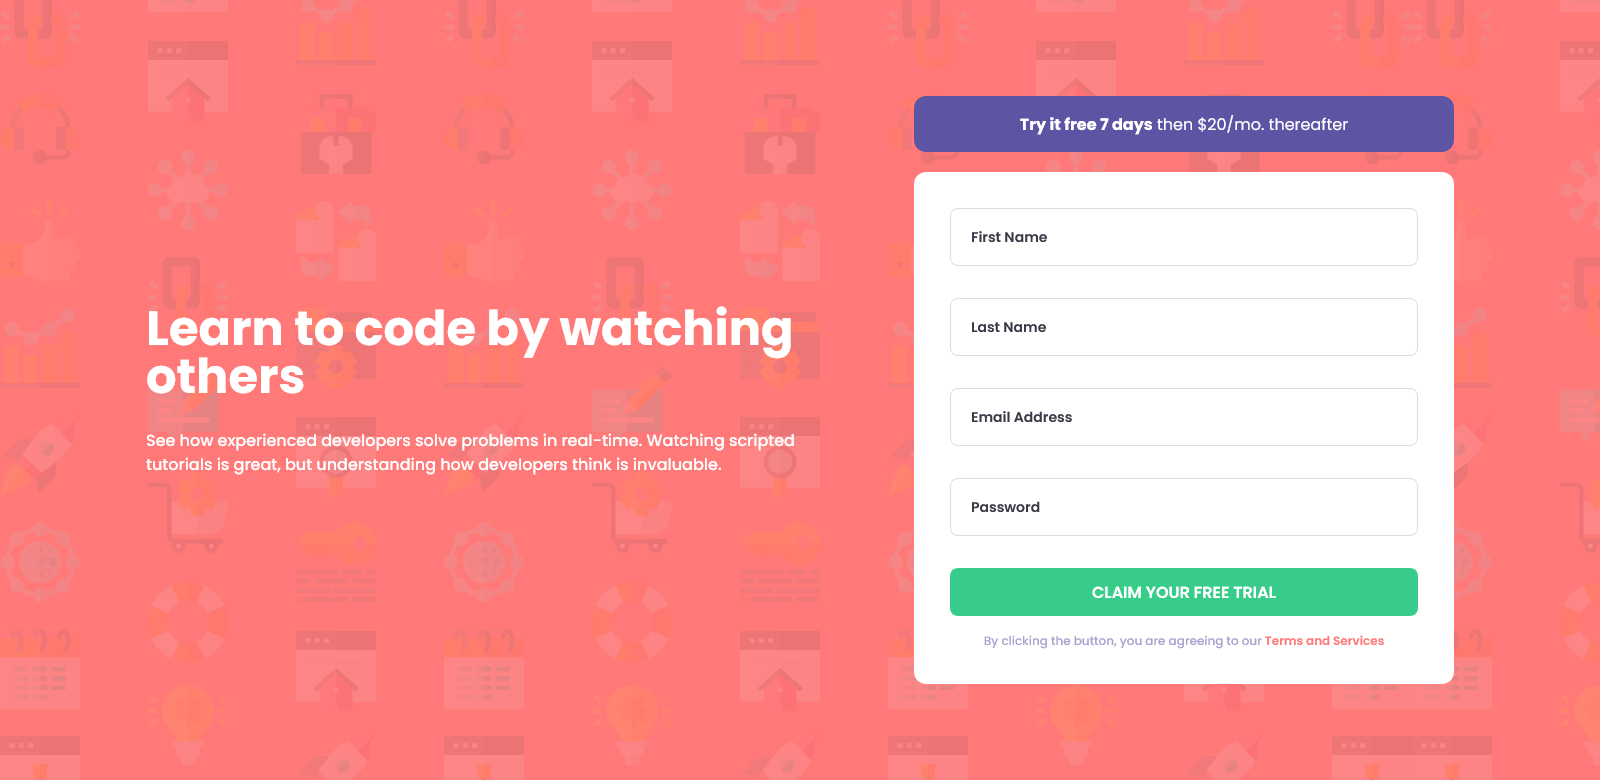 Learn to code by watching
others
See how experienced developers solve problems in real-time. Watching scripted
tutorials is great, but understanding how developers think is invaluable.
Try it free 7 days then $20/mo. thereafter
First Name
Last Name
Email Address
Password
CLAIM YOUR FREE TRIAL
By clicking the button, you are agreeing to our Terms and Services